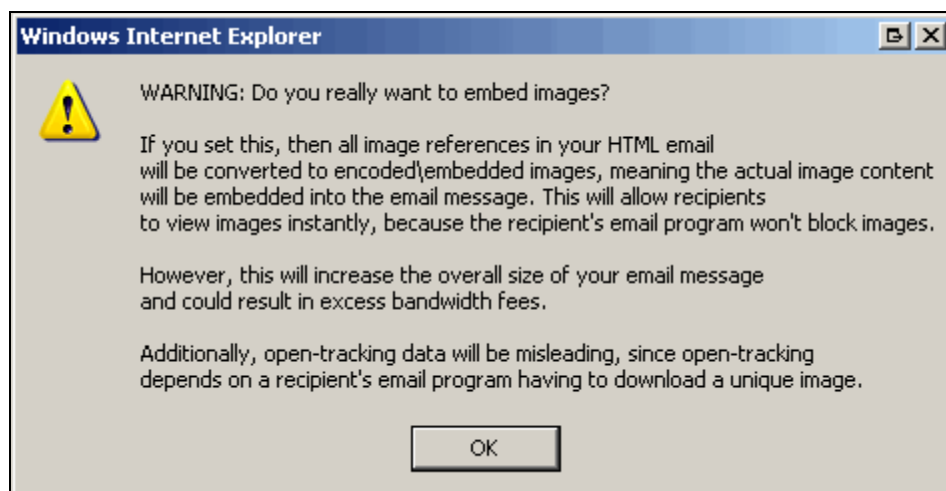 Windows Internet Explorer
WARNING: Do you really want to embed images?
If you set this, then all image references in your HTML email
will be converted to encoded\embedded images, meaning the actual image content
will be embedded into the email message. This will allow recipients
to view images instantly, because the recipient's email program won't block images.
However, this will increase the overall size of your email message
and could result in excess bandwidth fees.
Additionally, open-tracking data will be misleading, since open-tracking
depends on a recipient's email program having to download a unique image.
OK